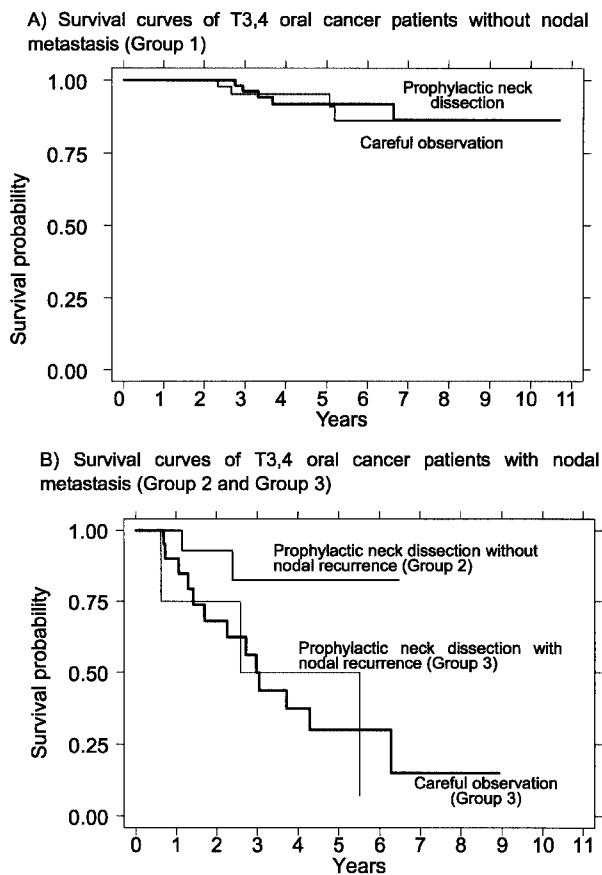 A) Survival curves of T3,4 oral cancer patients without nodal
metastasis (Group 1)
1.00
0.75
0.50
0.25
0.00
Survival probability
Prophylactic neck
dissection
Careful observation
0 1 2 3 4 5 6 7 8 9 10 11
Years
B) Survival curves of T3,4 oral cancer patients with nodal
metastasis (Group 2 and Group 3)
1.00
0.75
0.50
0.25
0.00
Survival probability
Prophylactic neck dissection without
nodal recurrence (Group 2)
Prophylactic neck dissection with
nodal recurrence (Group 3)
Careful observation
(Group 3)
0 1 2 3 4 5 6 7 8 9 10 11
Years